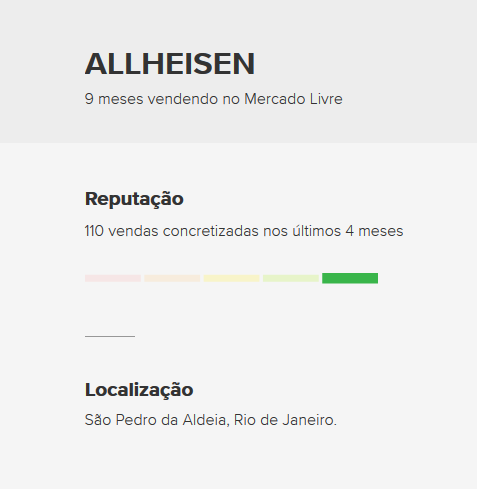 ALLHEISEN
9 meses vendendo no Mercado Livre
Reputação
110 vendas concretizadas nos últimos 4 meses
Localização
São Pedro da Aldeia, Rio de Janeiro.